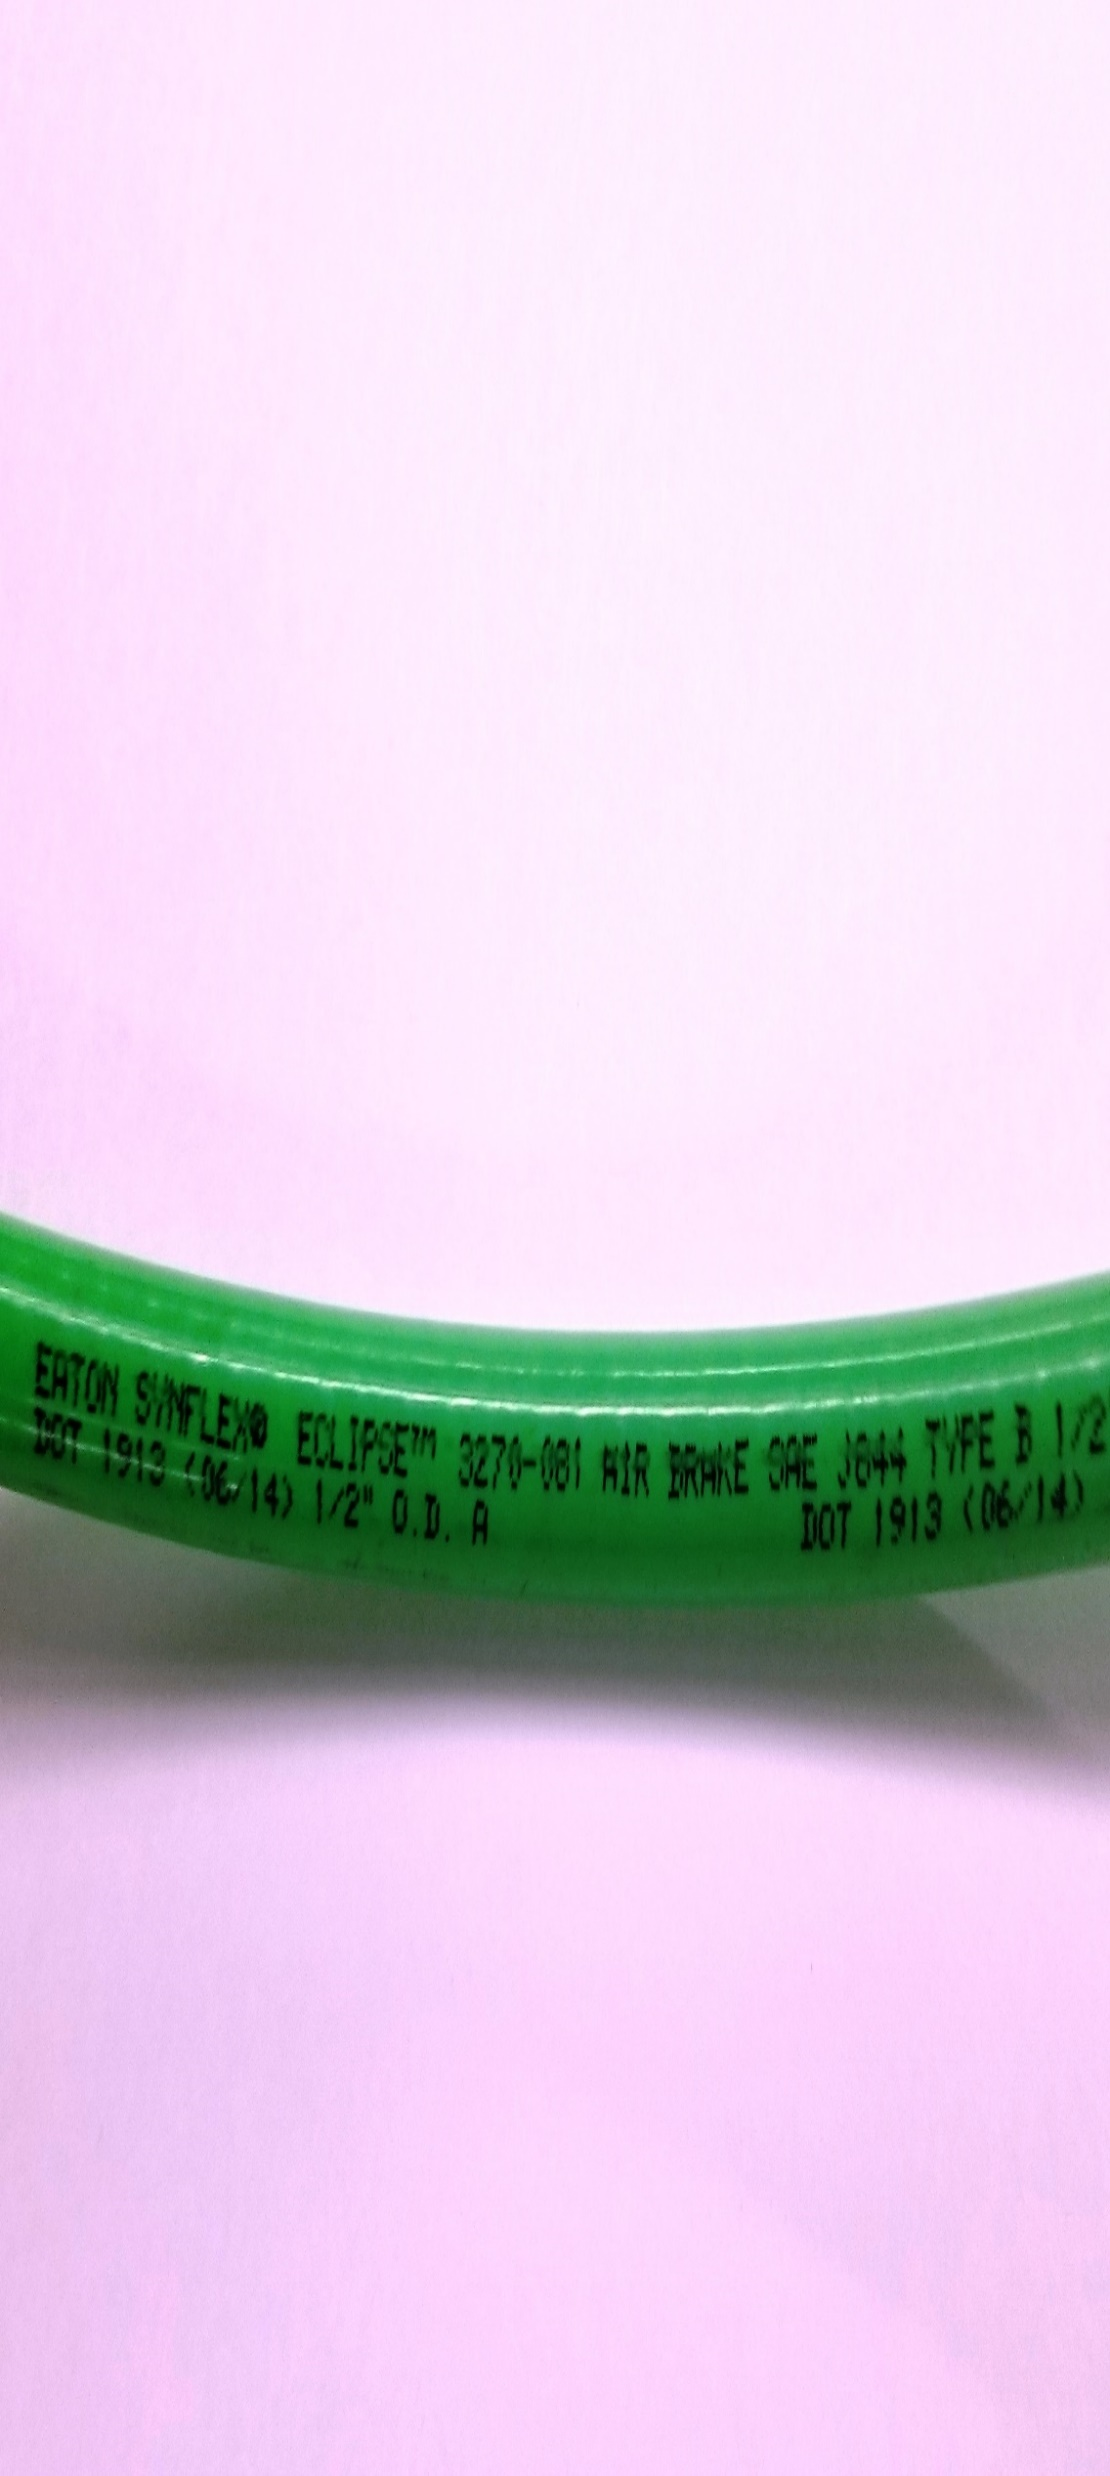 EATON SYNFLEX® ECLIPSE™ 3270-081 AIR BRAKE SAE J844 TYPE B 1/2
DOT 1913 (06/14) 1/2" O.D. A DOT 1913 (06/14)